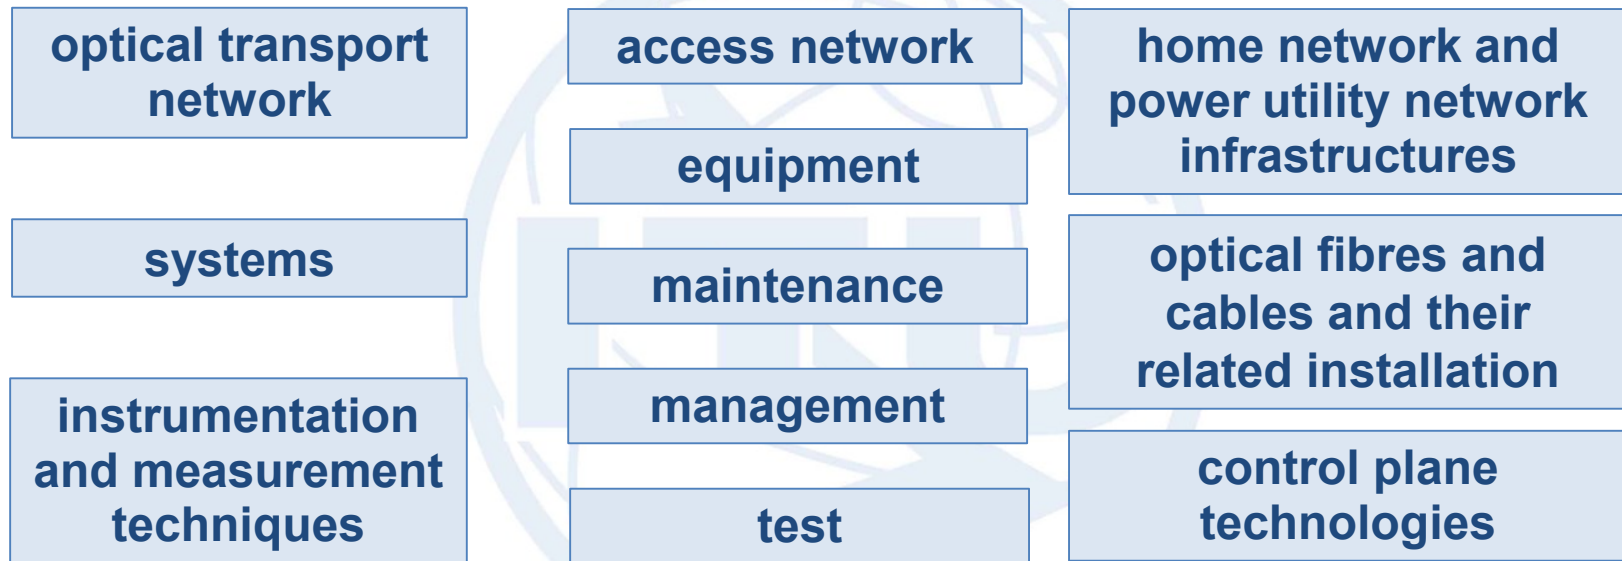 optical transport
network
systems
instrumentation
and measurement
techniques
access network
equipment
maintenance
management
test
home network and
power utility network
infrastructures
optical fibres and
cables and their
related installation
control plane
technologies
ITU